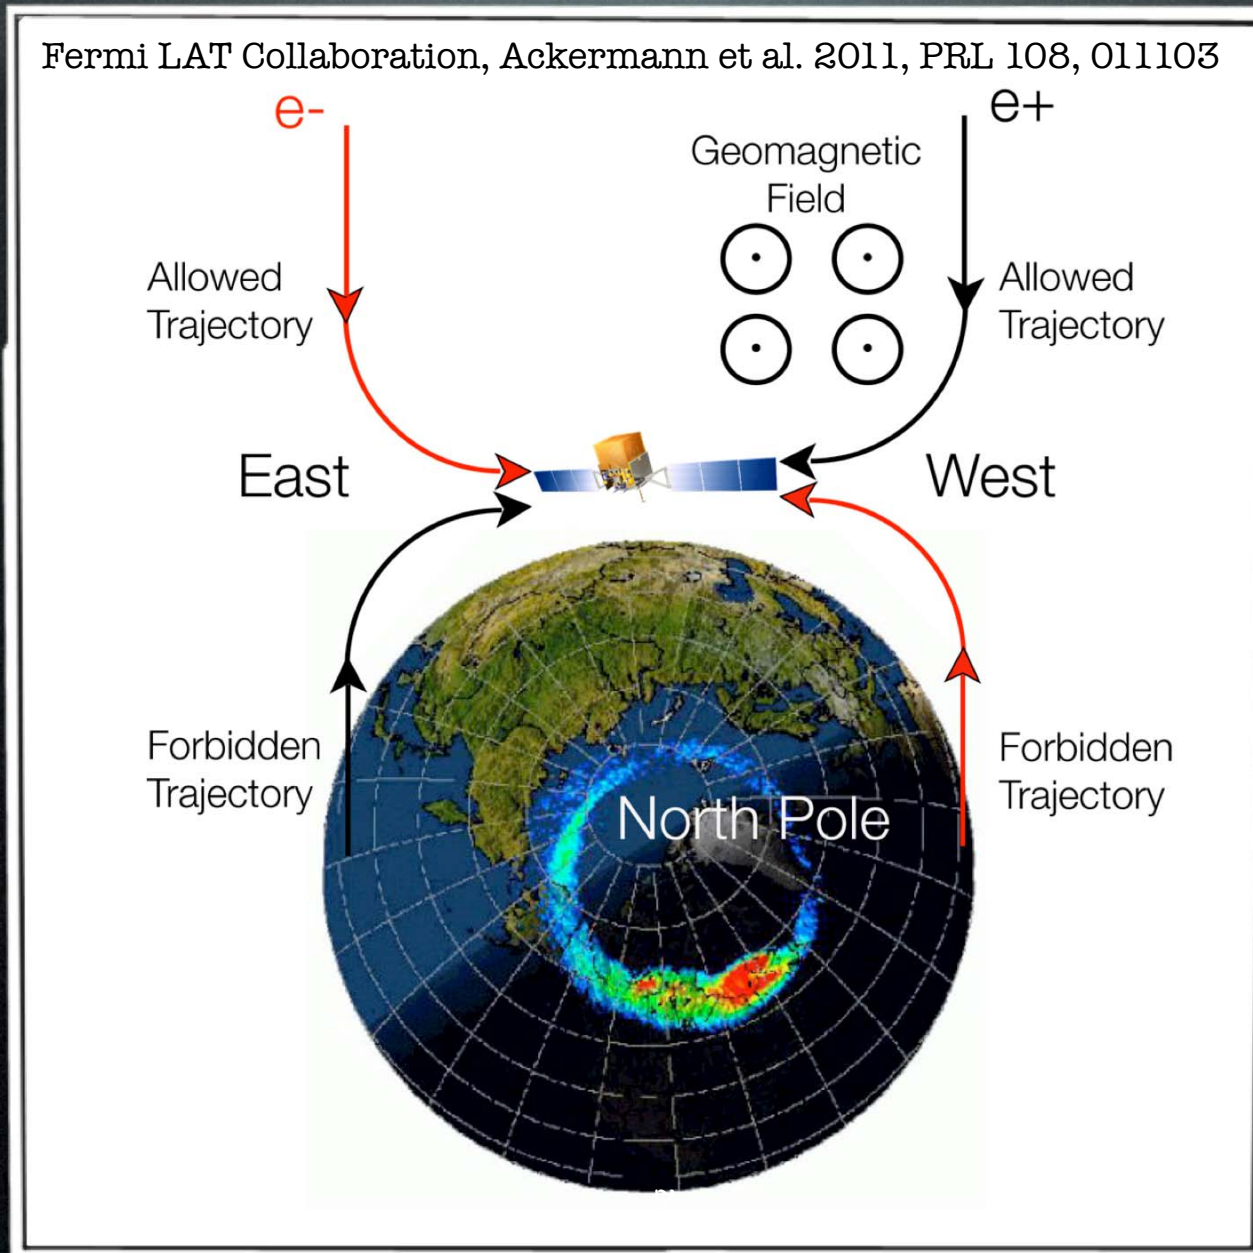 Fermi LAT Collaboration, Ackermann et al. 2011, PRL 108, 011103
e-
e+
Geomagnetic
Field
Allowed
Trajectory
Allowed
Trajectory
East
West
Forbidden
Trajectory
Forbidden
Trajectory
North Pole